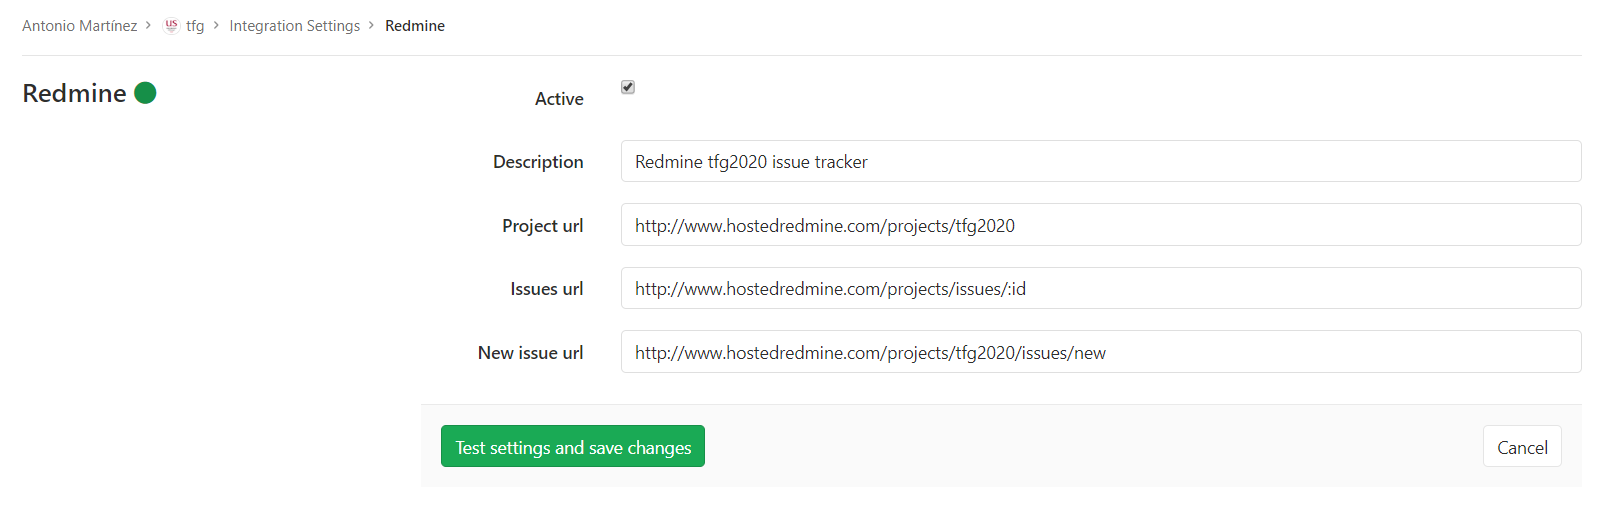 Antonio Martínez > US tfg > Integration Settings > Redmine
Redmine
Active
Description Redmine tfg2020 issue tracker
Project url http://www.hostedredmine.com/projects/tfg2020
Issues url http://www.hostedredmine.com/projects/issues/:id
New issue url http://www.hostedredmine.com/projects/tfg2020/issues/new
Test settings and save changes Cancel